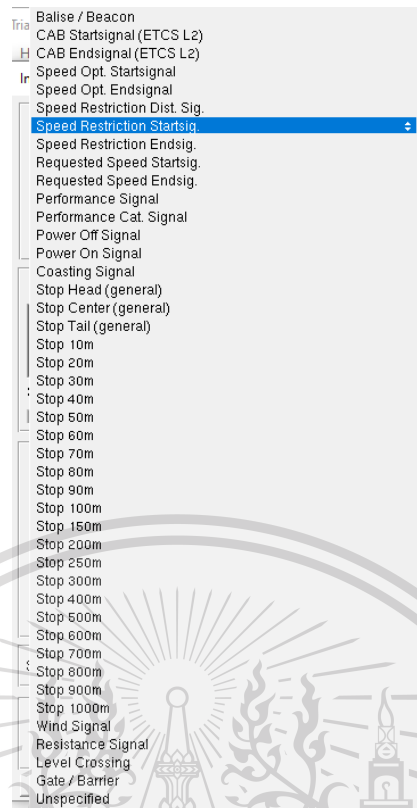 Balise / Beacon
CAB Startsignal (ETCS L2)
CAB Endsignal (ETCS L2)
Speed Opt. Startsignal
Speed Opt. Endsignal
Speed Restriction Dist. Sig.
Speed Restriction Startsig.
Speed Restriction Endsig.
Requested Speed Startsig.
Requested Speed Endsig.
Performance Signal
Performance Cat. Signal
Power Off Signal
Power On Signal
Coasting Signal
Stop Head (general)
Stop Center (general)
Stop Tail (general)
Stop 10m
Stop 20m
Stop 30m
Stop 40m
Stop 50m
Stop 60m
Stop 70m
Stop 80m
Stop 90m
Stop 100m
Stop 150m
Stop 200m
Stop 250m
Stop 300m
Stop 400m
Stop 500m
Stop 600m
Stop 700m
Stop 800m
Stop 900m
Stop 1000m
Wind Signal
Resistance Signal
Level Crossing
Gate / Barrier
Unspecified